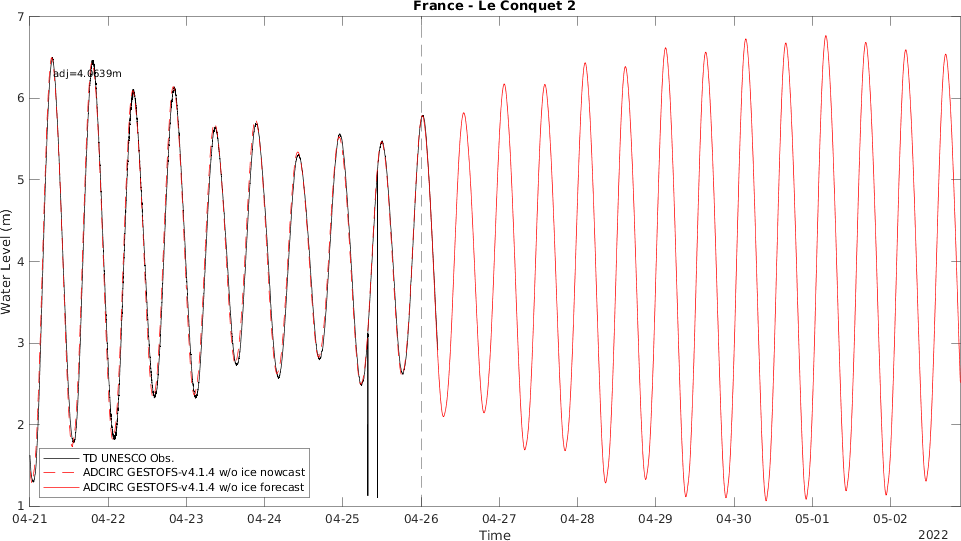 France - Le Conquet 2
7
6
5
4
3
2
1
Water Level (m)
adj=4.0639m
TD UNESCO Obs.
ADCIRC GESTOFS-v4.1.4 w/o ice nowcast
ADCIRC GESTOFS-v4.1.4 w/o ice forecast
04-21 04-22 04-23 04-24 04-25 04-26 04-27 04-28 04-29 04-30 05-01 05-02
Time
2022